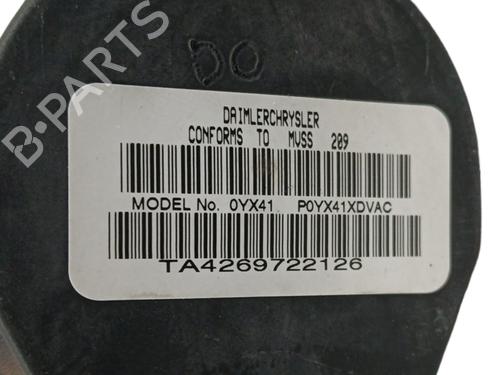 DO
DAIMLERCHRYSLER
CONFORMS TO MVSS 209
MODEL No. 0YX41 P0YX41XDVAC
TA4269722126
B-PARTS